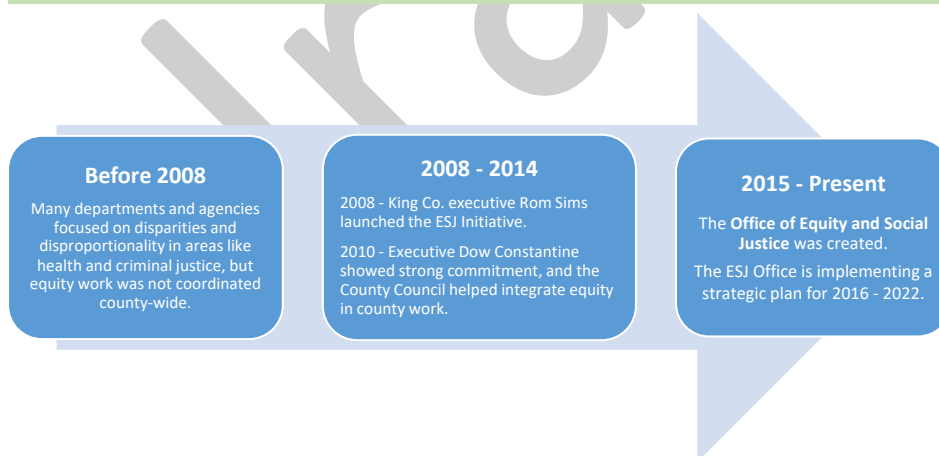 Before 2008
Many departments and agencies
focused on disparities and
disproportionality in areas like
health and criminal justice, but
equity work was not coordinated
county-wide.
2008 - 2014
2008 - King Co. executive Rom Sims
launched the ESJ Initiative.
2010 - Executive Dow Constantine
showed strong commitment, and the
County Council helped integrate equity
in county work.
2015 - Present
The Office of Equity and Social
Justice was created.
The ESJ Office is implementing a
strategic plan for 2016 - 2022.